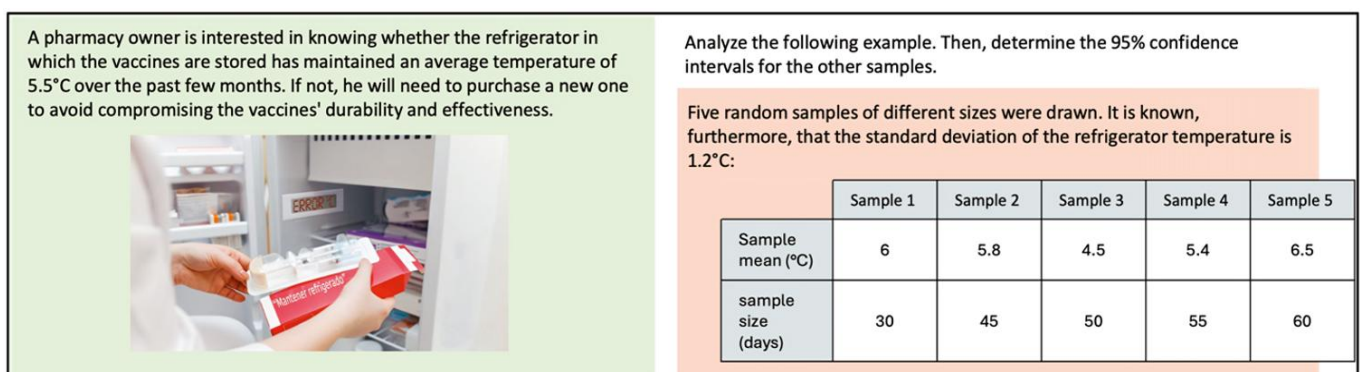 A pharmacy owner is interested in knowing whether the refrigerator in
which the vaccines are stored has maintained an average temperature of
5.5°C over the past few months. If not, he will need to purchase a new one
to avoid compromising the vaccines' durability and effectiveness.
ERROR
"Mantener refrigerado"
Analyze the following example. Then, determine the 95% confidence
intervals for the other samples.
Five random samples of different sizes were drawn. It is known,
furthermore, that the standard deviation of the refrigerator temperature is
1.2°C:
Sample 1 Sample 2 Sample 3 Sample 4 Sample 5
Sample
mean (°C) 6 5.8 4.5 5.4 6.5
sample
size 30 45 50 55 60
(days)